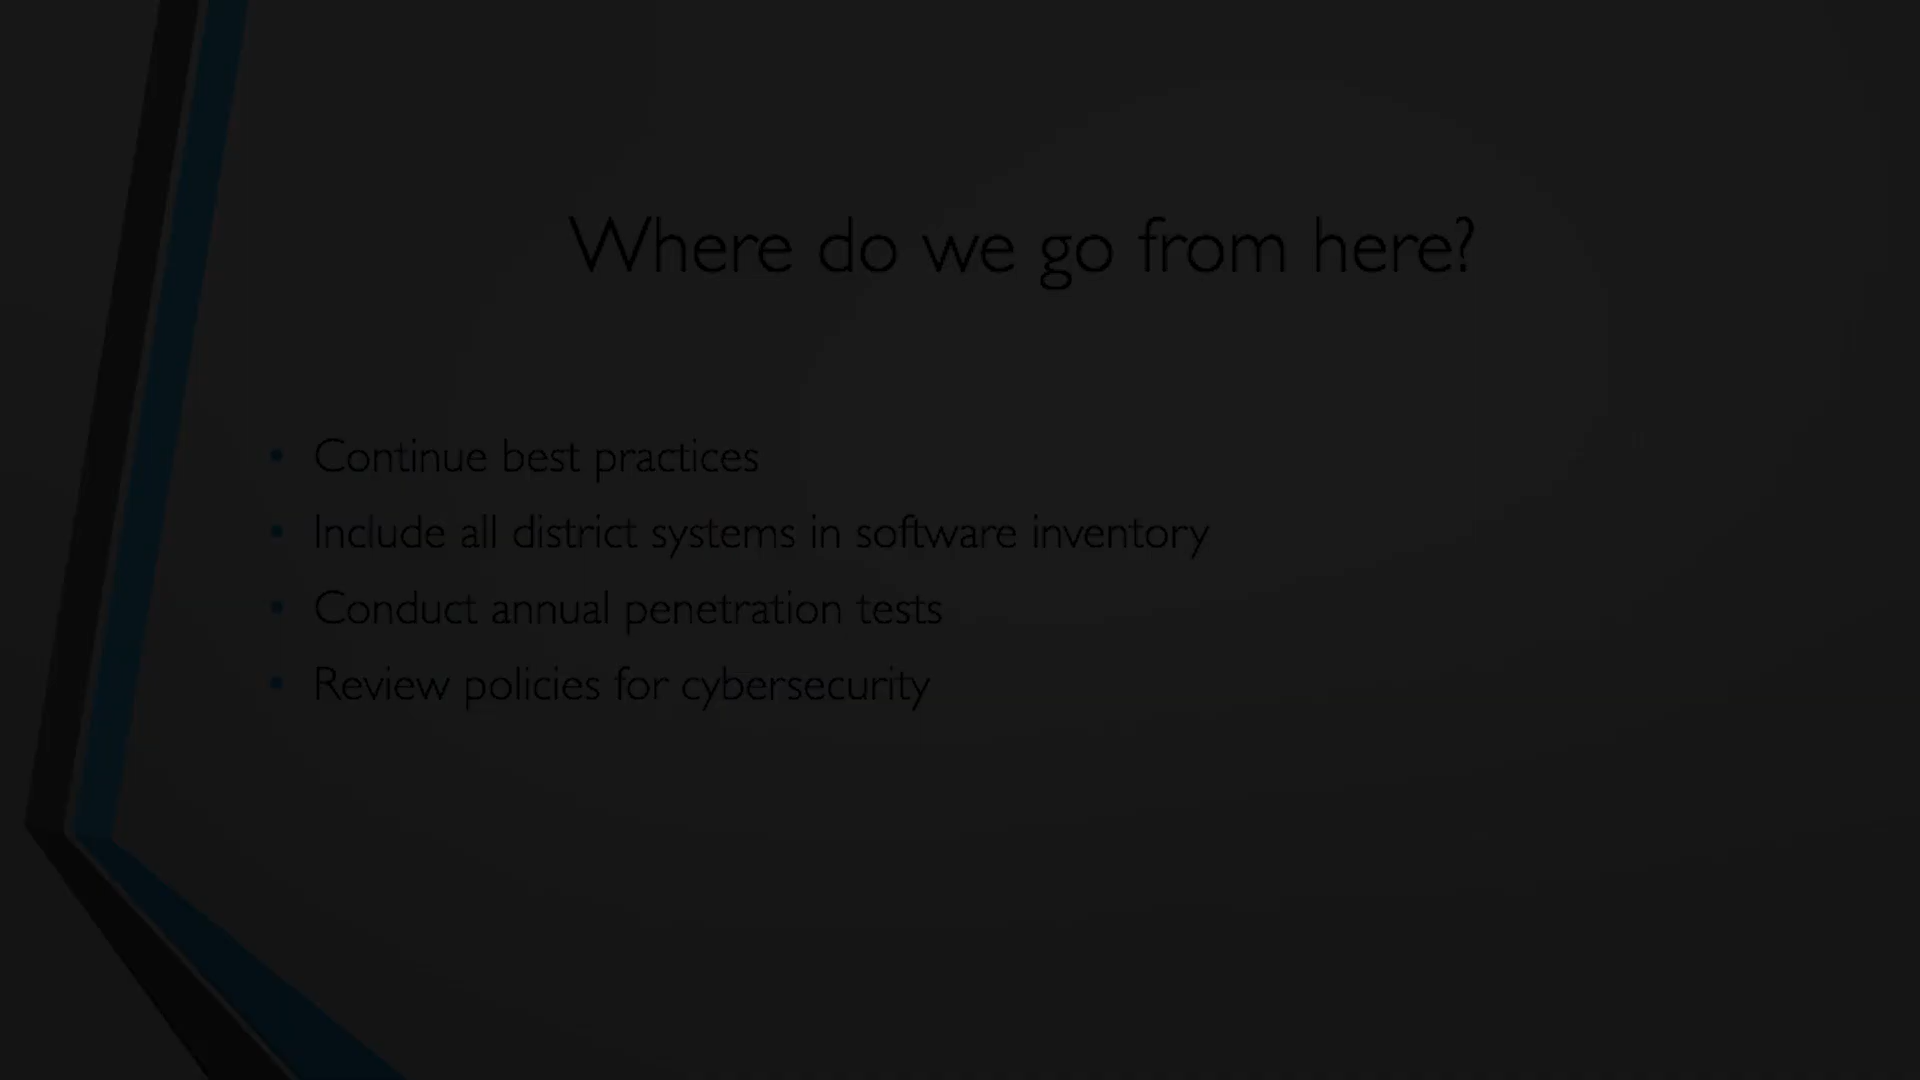 Where do we go from here?
• Continue best practices
• Include all district systems in software inventory
• Conduct annual penetration tests
• Review policies for cybersecurity